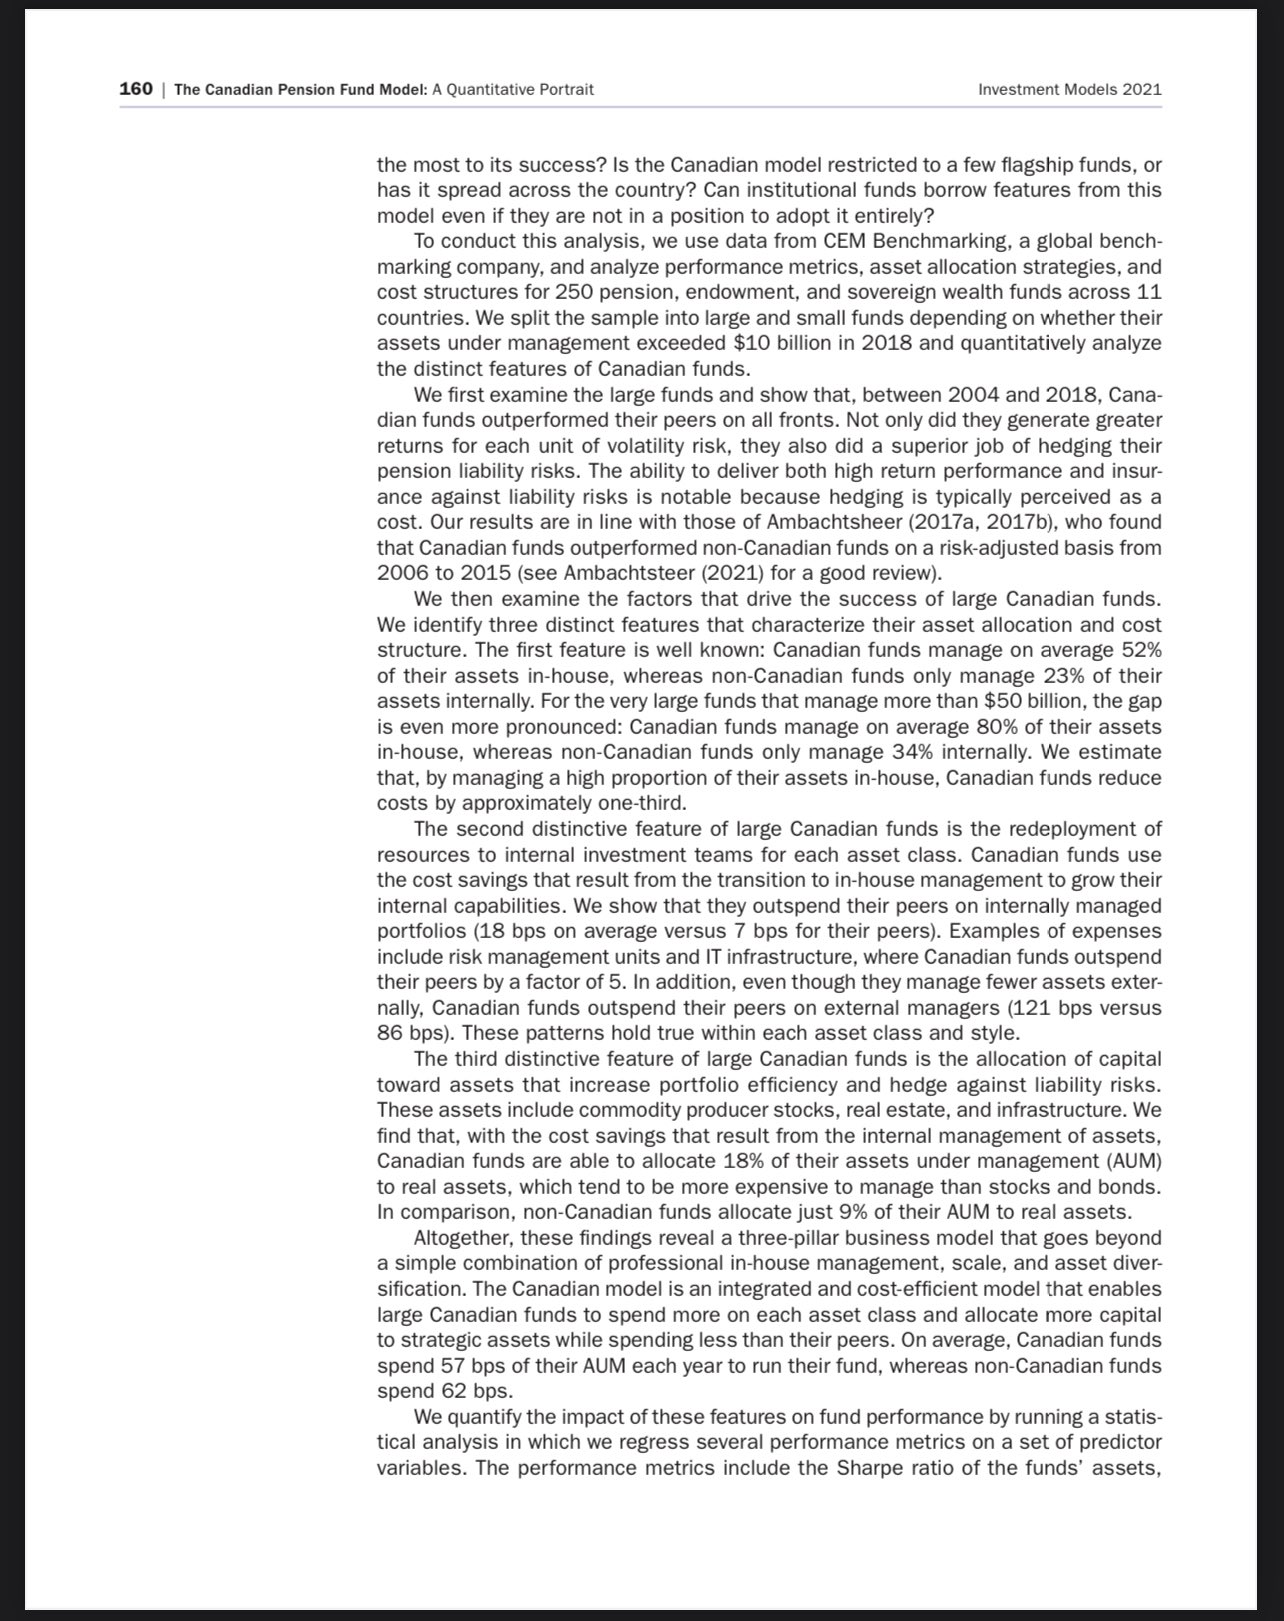 160 | The Canadian Pension Fund Model: A Quantitative Portrait Investment Models 2021
the most to its success? Is the Canadian model restricted to a few flagship funds, or
has it spread across the country? Can institutional funds borrow features from this
model even if they are not in a position to adopt it entirely?
To conduct this analysis, we use data from CEM Benchmarking, a global bench-
marking company, and analyze performance metrics, asset allocation strategies, and
cost structures for 250 pension, endowment, and sovereign wealth funds across 11
countries. We split the sample into large and small funds depending on whether their
assets under management exceeded $10 billion in 2018 and quantitatively analyze
the distinct features of Canadian funds.
We first examine the large funds and show that, between 2004 and 2018, Cana-
dian funds outperformed their peers on all fronts. Not only did they generate greater
returns for each unit of volatility risk, they also did a superior job of hedging their
pension liability risks. The ability to deliver both high return performance and insur-
ance against liability risks is notable because hedging is typically perceived as a
cost. Our results are in line with those of Ambachtsheer (2017a, 2017b), who found
that Canadian funds outperformed non-Canadian funds on a risk-adjusted basis from
2006 to 2015 (see Ambachtsteer (2021) for a good review).
We then examine the factors that drive the success of large Canadian funds.
We identify three distinct features that characterize their asset allocation and cost
structure. The first feature is well known: Canadian funds manage on average 52%
of their assets in-house, whereas non-Canadian funds only manage 23% of their
assets internally. For the very large funds that manage more than $50 billion, the gap
is even more pronounced: Canadian funds manage on average 80% of their assets
in-house, whereas non-Canadian funds only manage 34% internally. We estimate
that, by managing a high proportion of their assets in-house, Canadian funds reduce
costs by approximately one-third.
The second distinctive feature of large Canadian funds is the redeployment of
resources to internal investment teams for each asset class. Canadian funds use
the cost savings that result from the transition to in-house management to grow their
internal capabilities. We show that they outspend their peers on internally managed
portfolios (18 bps on average versus 7 bps for their peers). Examples of expenses
include risk management units and IT infrastructure, where Canadian funds outspend
their peers by a factor of 5. In addition, even though they manage fewer assets exter-
nally, Canadian funds outspend their peers on external managers (121 bps versus
86 bps). These patterns hold true within each asset class and style.
The third distinctive feature of large Canadian funds is the allocation of capital
toward assets that increase portfolio efficiency and hedge against liability risks.
These assets include commodity producer stocks, real estate, and infrastructure. We
find that, with the cost savings that result from the internal management of assets,
Canadian funds are able to allocate 18% of their assets under management (AUM)
to real assets, which tend to be more expensive to manage than stocks and bonds.
In comparison, non-Canadian funds allocate just 9% of their AUM to real assets.
Altogether, these findings reveal a three-pillar business model that goes beyond
a simple combination of professional in-house management, scale, and asset diver-
sification. The Canadian model is an integrated and cost-efficient model that enables
large Canadian funds to spend more on each asset class and allocate more capital
to strategic assets while spending less than their peers. On average, Canadian funds
spend 57 bps of their AUM each year to run their fund, whereas non-Canadian funds
spend 62 bps.
We quantify the impact of these features on fund performance by running a statis-
tical analysis in which we regress several performance metrics on a set of predictor
variables. The performance metrics include the Sharpe ratio of the funds' assets,